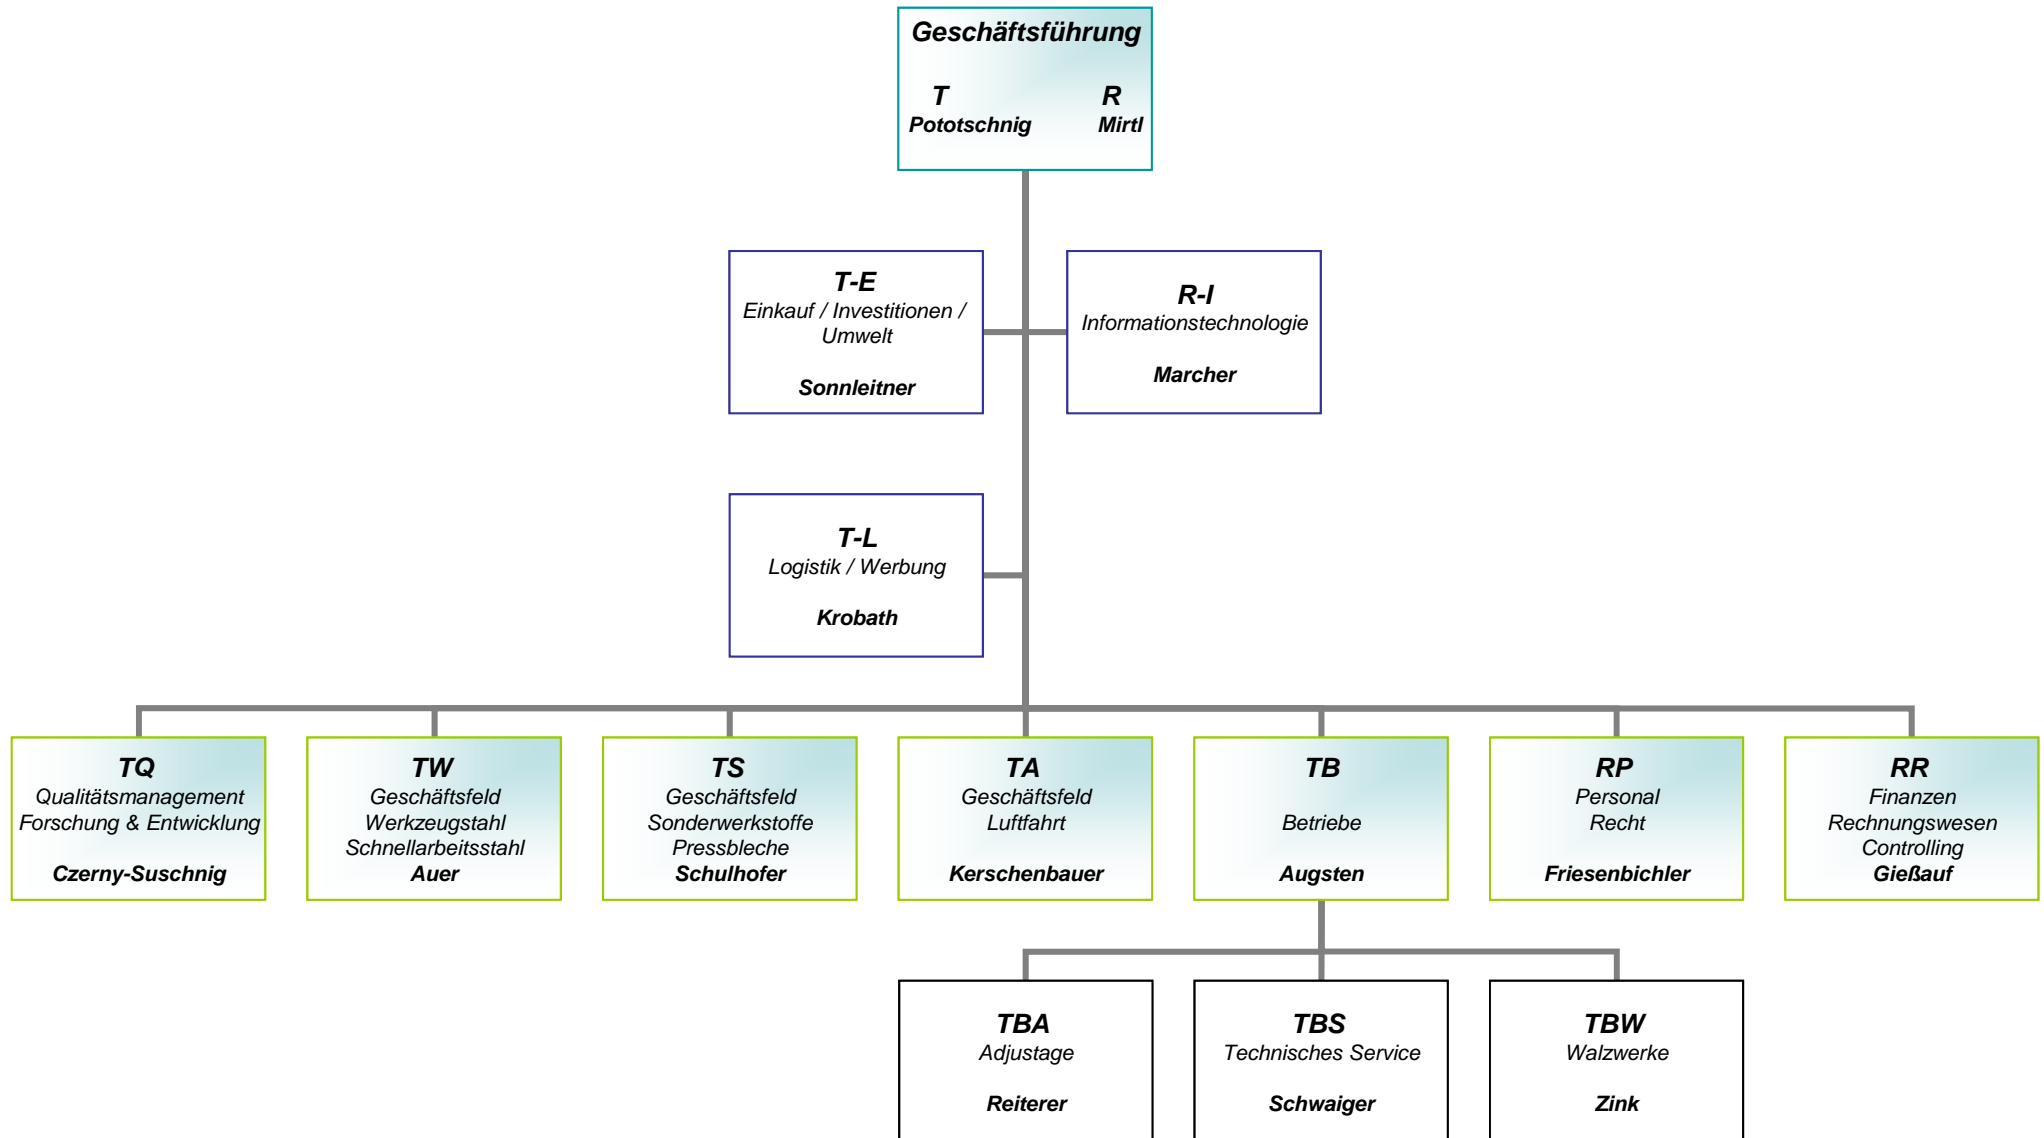 Geschäftsführung
T R
Pototschnig Mirtl
T-E
Einkauf / Investitionen /
Umwelt
Sonnleitner
R-I
Informationstechnologie
Marcher
T-L
Logistik / Werbung
Krobath
TQ
Qualitätsmanagement
Forschung & Entwicklung
Czerny-Suschnig
TW
Geschäftsfeld
Werkzeugstahl
Schnellarbeitsstahl
Auer
TS
Geschäftsfeld
Sonderwerkstoffe
Pressbleche
Schulhofer
TA
Geschäftsfeld
Luftfahrt
Kerschenbauer
TB
Betriebe
Augsten
RP
Personal
Recht
Friesenbichler
RR
Finanzen
Rechnungswesen
Controlling
Gießauf
TBA
Adjustage
Reiterer
TBS
Technisches Service
Schwaiger
TBW
Walzwerke
Zink